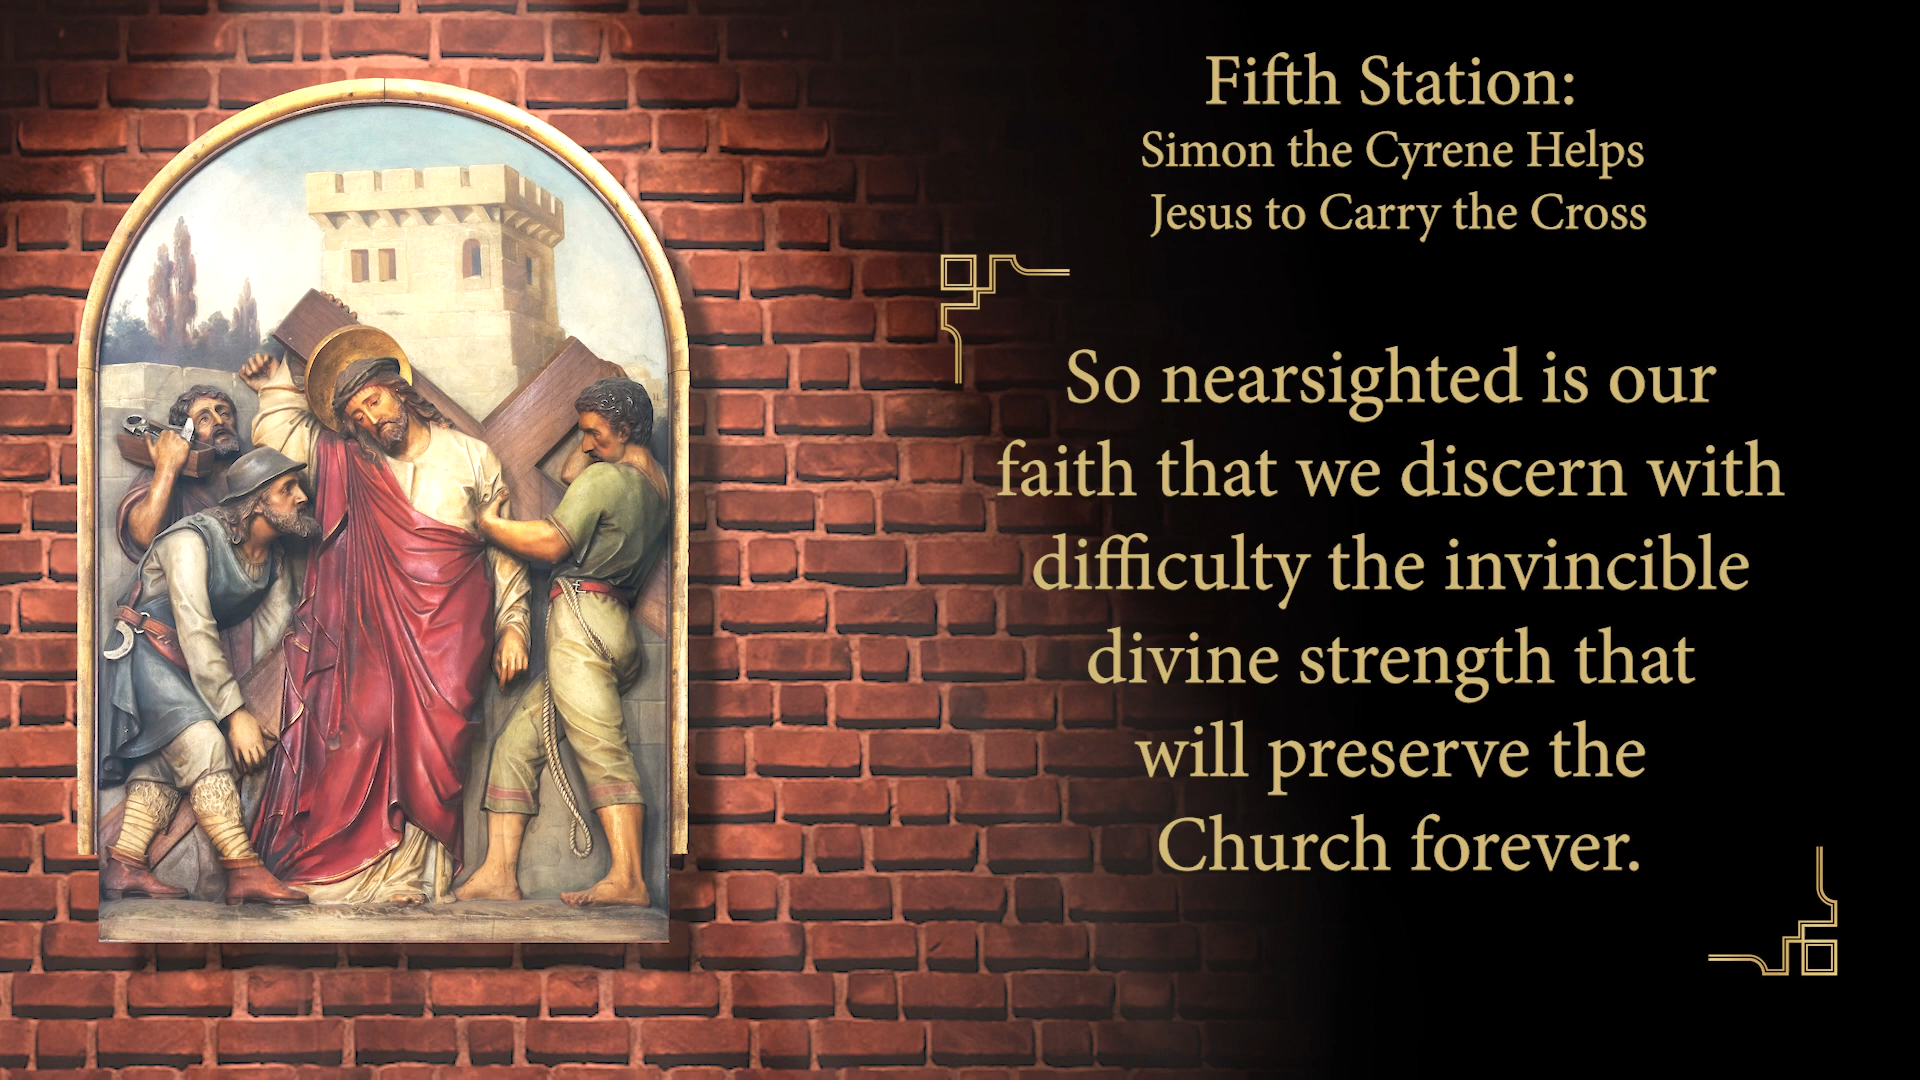 Fifth Station:
Simon the Cyrene Helps
Jesus to Carry the Cross
So nearsighted is our
faith that we discern with
difficulty the invincible
divine strength that
will preserve the
Church forever.